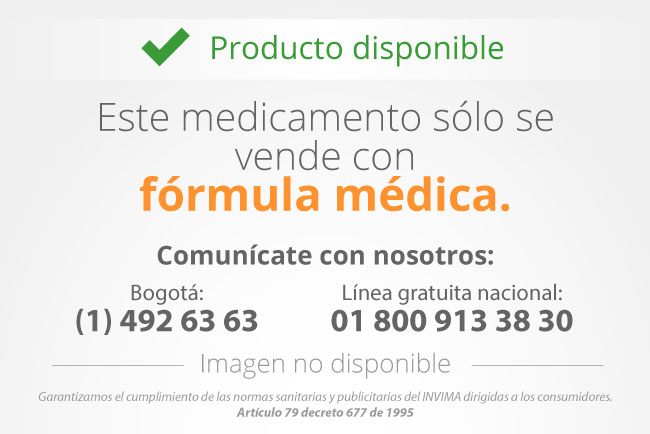 Producto disponible
Este medicamento sólo se
vende con
fórmula médica.
Comunícate con nosotros:
Bogotá:
(1) 492 63 63
Línea gratuita nacional:
01 800 913 38 30
Imagen no disponible
Garantizamos el cumplimiento de las normas sanitarias y publicitarias del INVIMA dirigidas a los consumidores.
Artículo 79 decreto 677 de 1995